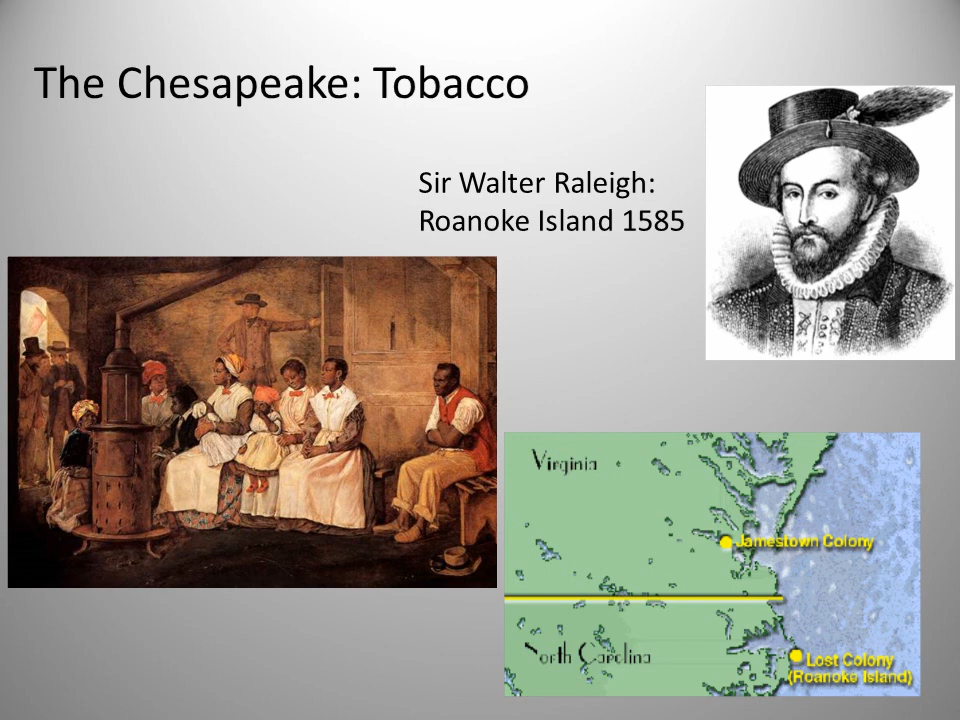 The Chesapeake: Tobacco
Sir Walter Raleigh:
Roanoke Island 1585
Virginia
Jamestown Colony
North Carolina
Lost Colony
(Roanoke Island)